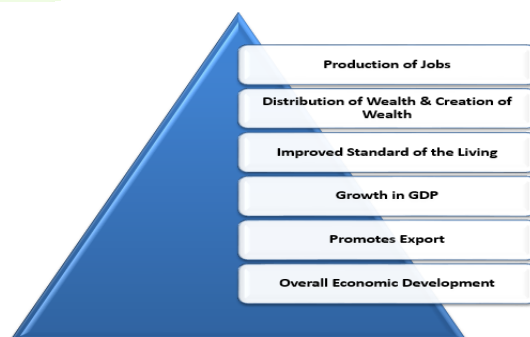 Production of Jobs
Distribution of Wealth & Creation of
Wealth
Improved Standard of the Living
Growth in GDP
Promotes Export
Overall Economic Development